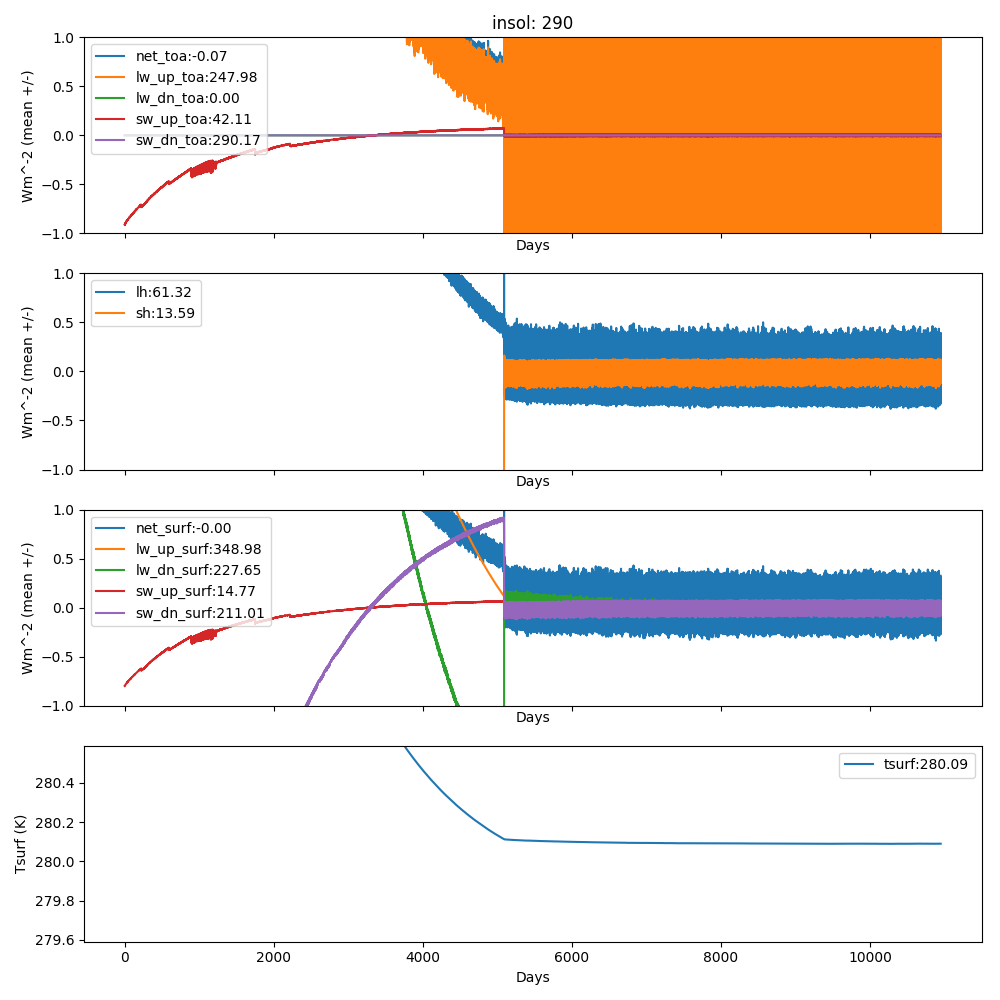 insol: 290
1.0
0.5
0.0
−0.5
−1.0
Wm^-2 (mean +/-)
net_toa:-0.07
lw_up_toa:247.98
lw_dn_toa:0.00
sw_up_toa:42.11
sw_dn_toa:290.17
Days
1.0
0.5
0.0
−0.5
−1.0
Wm^-2 (mean +/-)
lh:61.32
sh:13.59
Days
1.0
0.5
0.0
−0.5
−1.0
Wm^-2 (mean +/-)
net_surf:-0.00
lw_up_surf:348.98
lw_dn_surf:227.65
sw_up_surf:14.77
sw_dn_surf:211.01
Days
280.4
280.2
280.0
279.8
279.6
Tsurf (K)
tsurf:280.09
0 2000 4000 6000 8000 10000
Days